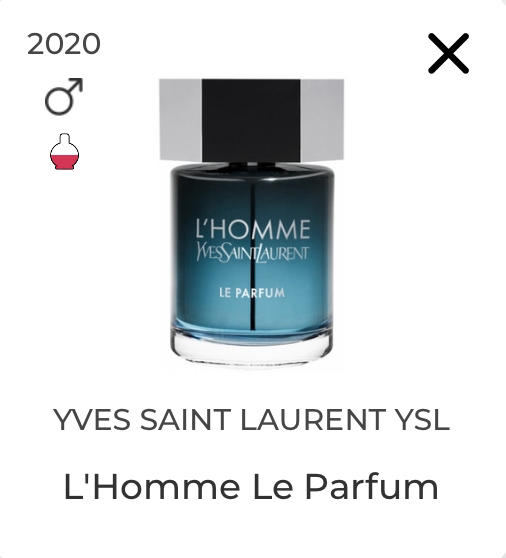 2020
L'HOMME
YVESSAINTLAURENT
LE PARFUM
YVES SAINT LAURENT YSL
L'Homme Le Parfum